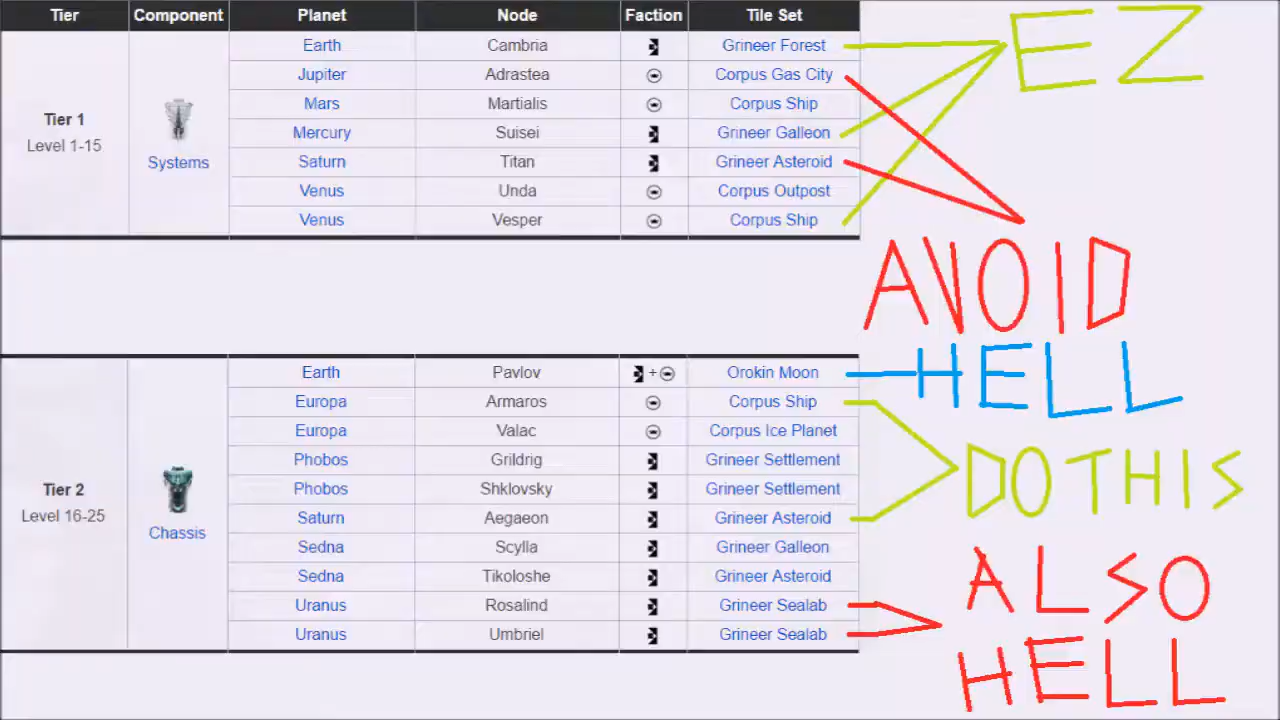 Tier Component Planet Node Faction Tile Set
Earth Cambria Grineer Forest
EZ
Jupiter Adrastea Corpus Gas City
Mars Martialis Corpus Ship
Tier 1
Level 1-15
Systems
Mercury Suisei Grineer Galleon
Saturn Titan Grineer Asteroid
Venus Unda Corpus Outpost
Venus Vesper Corpus Ship
AVOID
Earth Pavlov + Orokin Moon
HELL
Europa Armaros Corpus Ship
Europa Valac Corpus Ice Planet
Phobos Grildrig Grineer Settlement
DO THIS
Tier 2
Level 16-25
Chassis
Phobos Shklovsky Grineer Settlement
Saturn Aegaeon Grineer Asteroid
Sedna Scylla Grineer Galleon
Sedna Tikoloshe Grineer Asteroid
ALSO
Uranus Rosalind Grineer Sealab
Uranus Umbriel Grineer Sealab
HELL